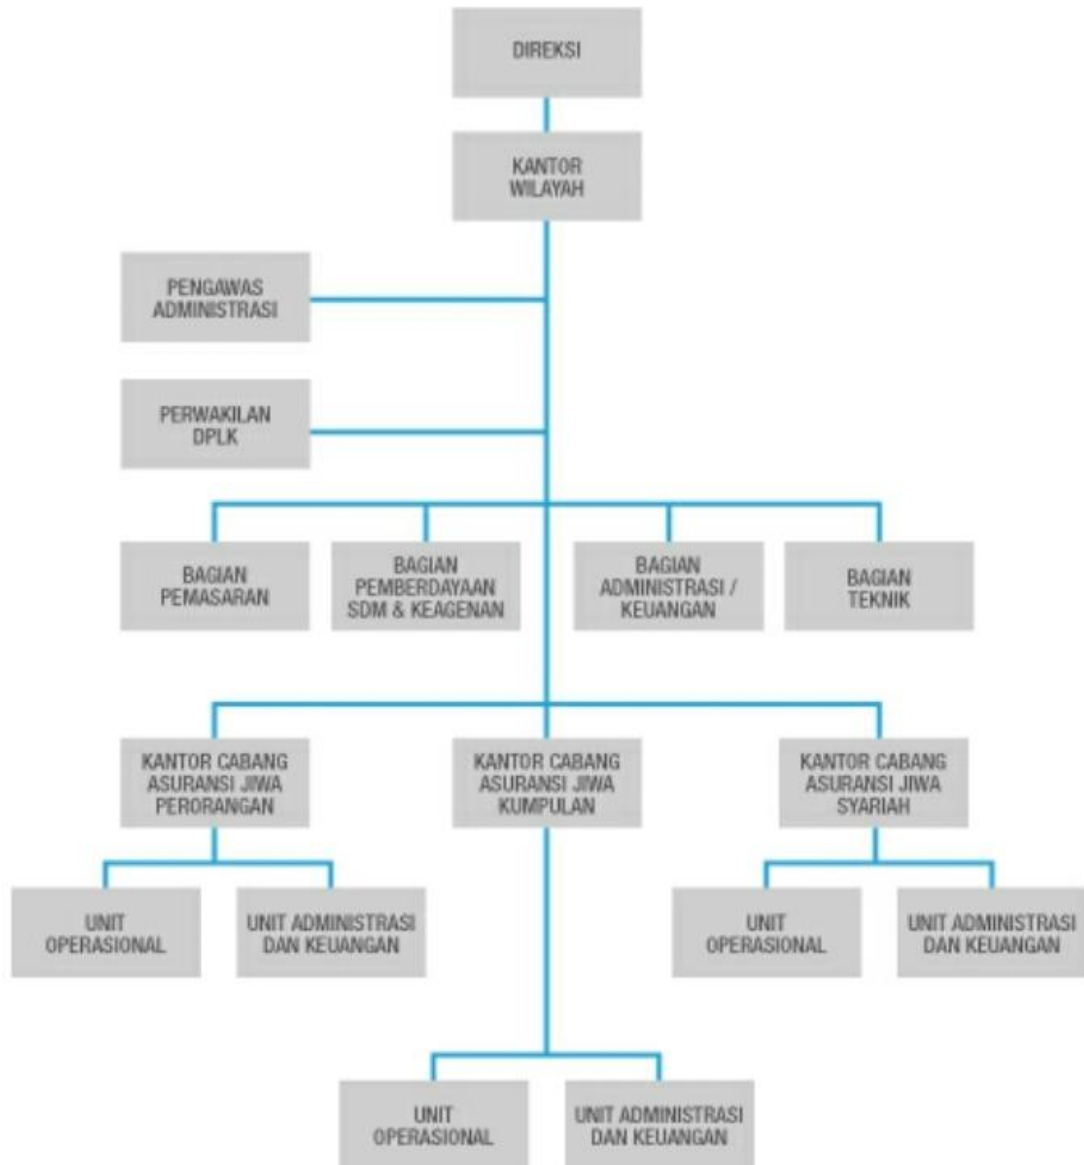 DIREKSI
KANTOR
WILAYAH
PENGAWAS
ADMINISTRASI
PERWAKILAN
DPLK
BAGIAN
PEMASARAN
BAGIAN
PEMBERDAYAAN
SDM & KEAGENAN
BAGIAN
ADMINISTRASI /
KEUANGAN
BAGIAN
TEKNIK
KANTOR CABANG
ASURANSI JIWA
PERORANGAN
KANTOR CABANG
ASURANSI JIWA
KUMPULAN
KANTOR CABANG
ASURANSI JIWA
SYARIAH
UNIT
OPERASIONAL
UNIT ADMINISTRASI
DAN KEUANGAN
UNIT
OPERASIONAL
UNIT ADMINISTRASI
DAN KEUANGAN
UNIT
OPERASIONAL
UNIT ADMINISTRASI
DAN KEUANGAN